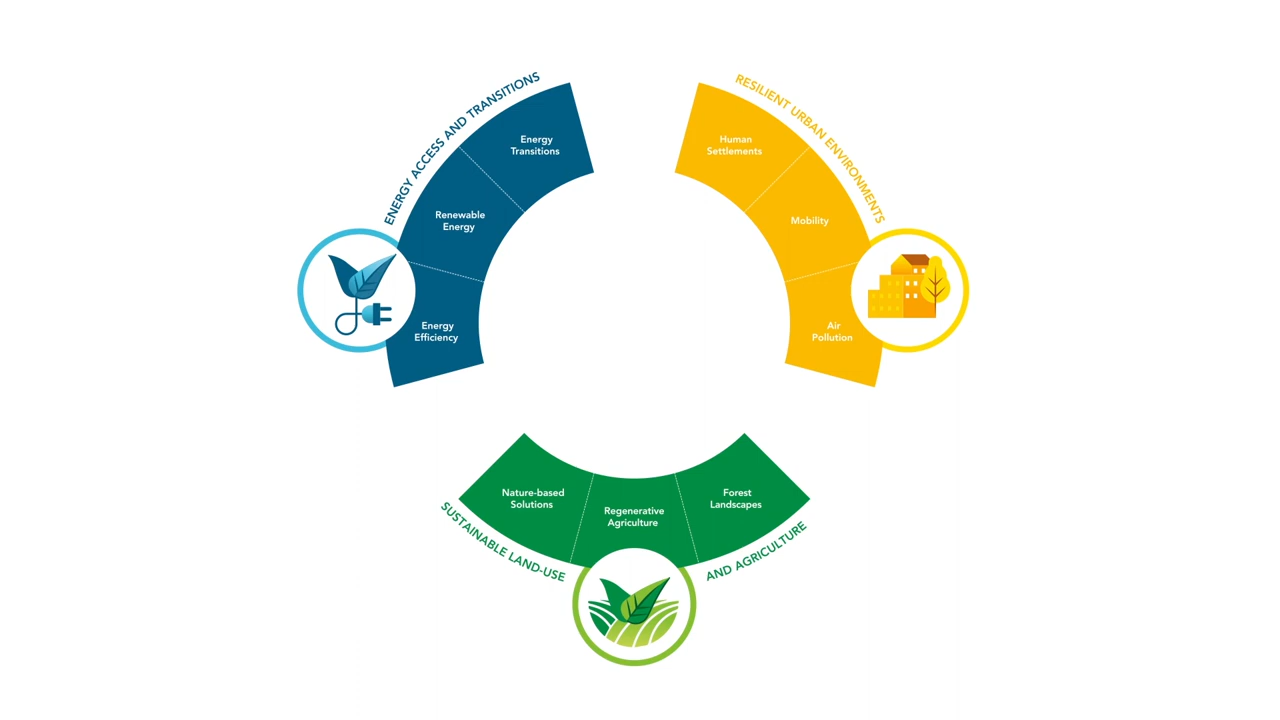 ENERGY ACCESS AND TRANSITIONS
Energy
Transitions
Renewable
Energy
Energy
Efficiency
RESILIENT URBAN ENVIRONMENTS
Human
Settlements
Mobility
Air
Pollution
SUSTAINABLE LAND-USE
AND AGRICULTURE
Nature-based
Solutions
Regenerative
Agriculture
Forest
Landscapes